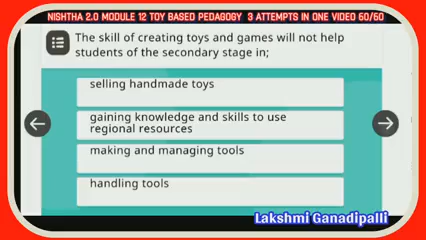 NISHTHA 2.0 MODULE 12 TOY BASED PEDAGOGY 3 ATTEMPTS IN ONE VIDEO 60/60
The skill of creating toys and games will not help
students of the secondary stage in;
selling handmade toys
gaining knowledge and skills to use
regional resources
making and managing tools
handling tools
Lakshmi Ganadipalli